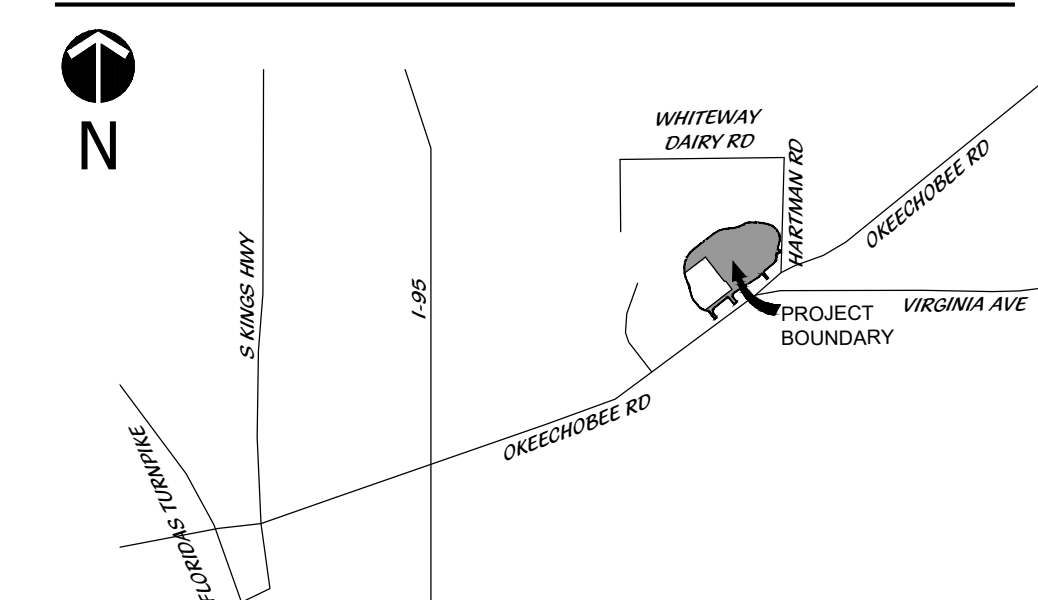 N
WHITEWAY
DAIRY RD
HARTMAN RD
OKEECHOBEE RD
S KINGS HWY
I-95
VIRGINIA AVE
PROJECT
BOUNDARY
OKEECHOBEE RD
FLORIDAS TURNPIKE